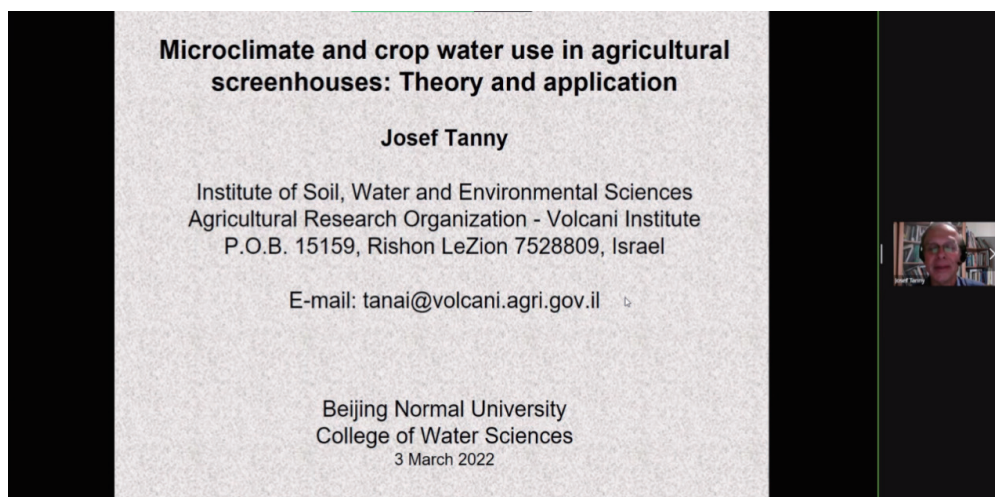 Microclimate and crop water use in agricultural
screenhouses: Theory and application
Josef Tanny
Institute of Soil, Water and Environmental Sciences
Agricultural Research Organization - Volcani Institute
P.O.B. 15159, Rishon LeZion 7528809, Israel
E-mail: tanai@volcani.agri.gov.il
Beijing Normal University
College of Water Sciences
3 March 2022
Josef Tanny